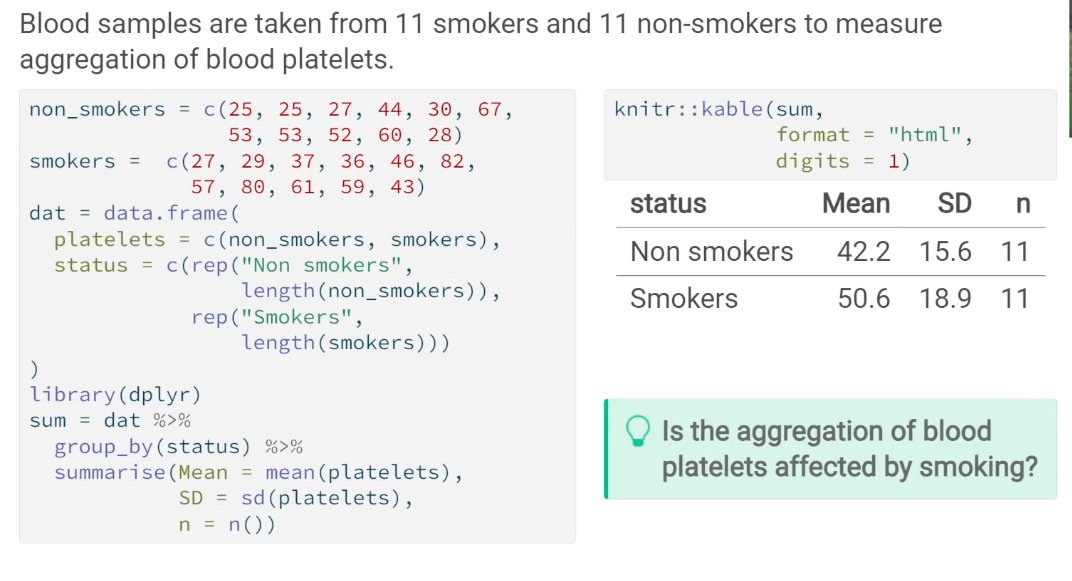 Blood samples are taken from 11 smokers and 11 non-smokers to measure
aggregation of blood platelets.
non_smokers = c(25, 25, 27, 44, 30, 67,
53, 53, 52, 60, 28)
smokers =  c(27, 29, 37, 36, 46, 82,
57, 80, 61, 59, 43)
dat = data.frame(
platelets = c(non_smokers, smokers),
status = c(rep("Non smokers",
length(non_smokers)),
rep("Smokers",
length(smokers)))
)
library(dplyr)
sum = dat %>%
group_by(status) %>%
summarise(Mean = mean(platelets),
SD = sd(platelets),
n = n())
knitr::kable(sum,
format = "html",
digits = 1)
status Mean SD n
Non smokers 42.2 15.6 11
Smokers 50.6 18.9 11
Is the aggregation of blood
platelets affected by smoking?